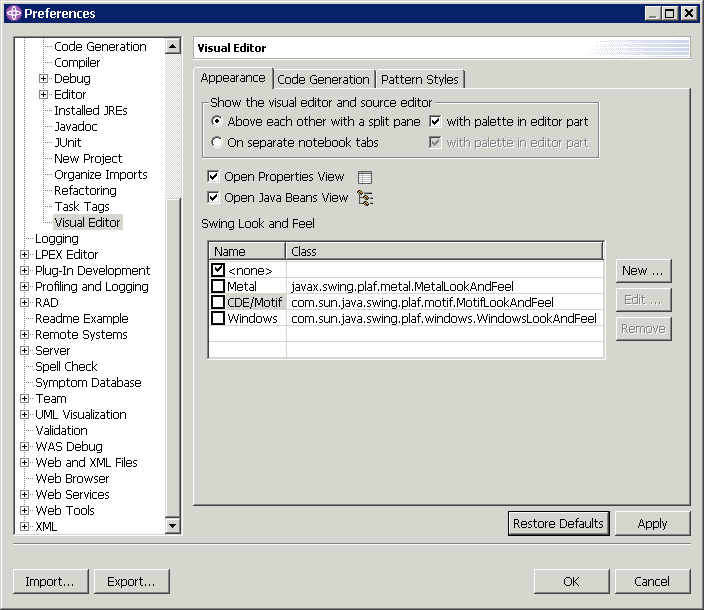 Preferences
Code Generation
Compiler
Debug
Editor
Installed JREs
Javadoc
JUnit
New Project
Organize Imports
Refactoring
Task Tags
Visual Editor
Logging
LPEX Editor
Plug-In Development
Profiling and Logging
RAD
Readme Example
Remote Systems
Server
Spell Check
Symptom Database
Team
UML Visualization
Validation
WAS Debug
Web and XML Files
Web Browser
Web Services
Web Tools
XML
Visual Editor
Appearance Code Generation Pattern Styles
Show the visual editor and source editor
Above each other with a split pane with palette in editor part
On separate notebook tabs with palette in editor part
Open Properties View
Open Java Beans View
Swing Look and Feel
Name Class
<none>
Metal javax.swing.plaf.metal.MetalLookAndFeel
CDE/Motif com.sun.java.swing.plaf.motif.MotifLookAndFeel
Windows com.sun.java.swing.plaf.windows.WindowsLookAndFeel
New ...
Edit ...
Remove
Restore Defaults Apply
Import... Export... OK Cancel